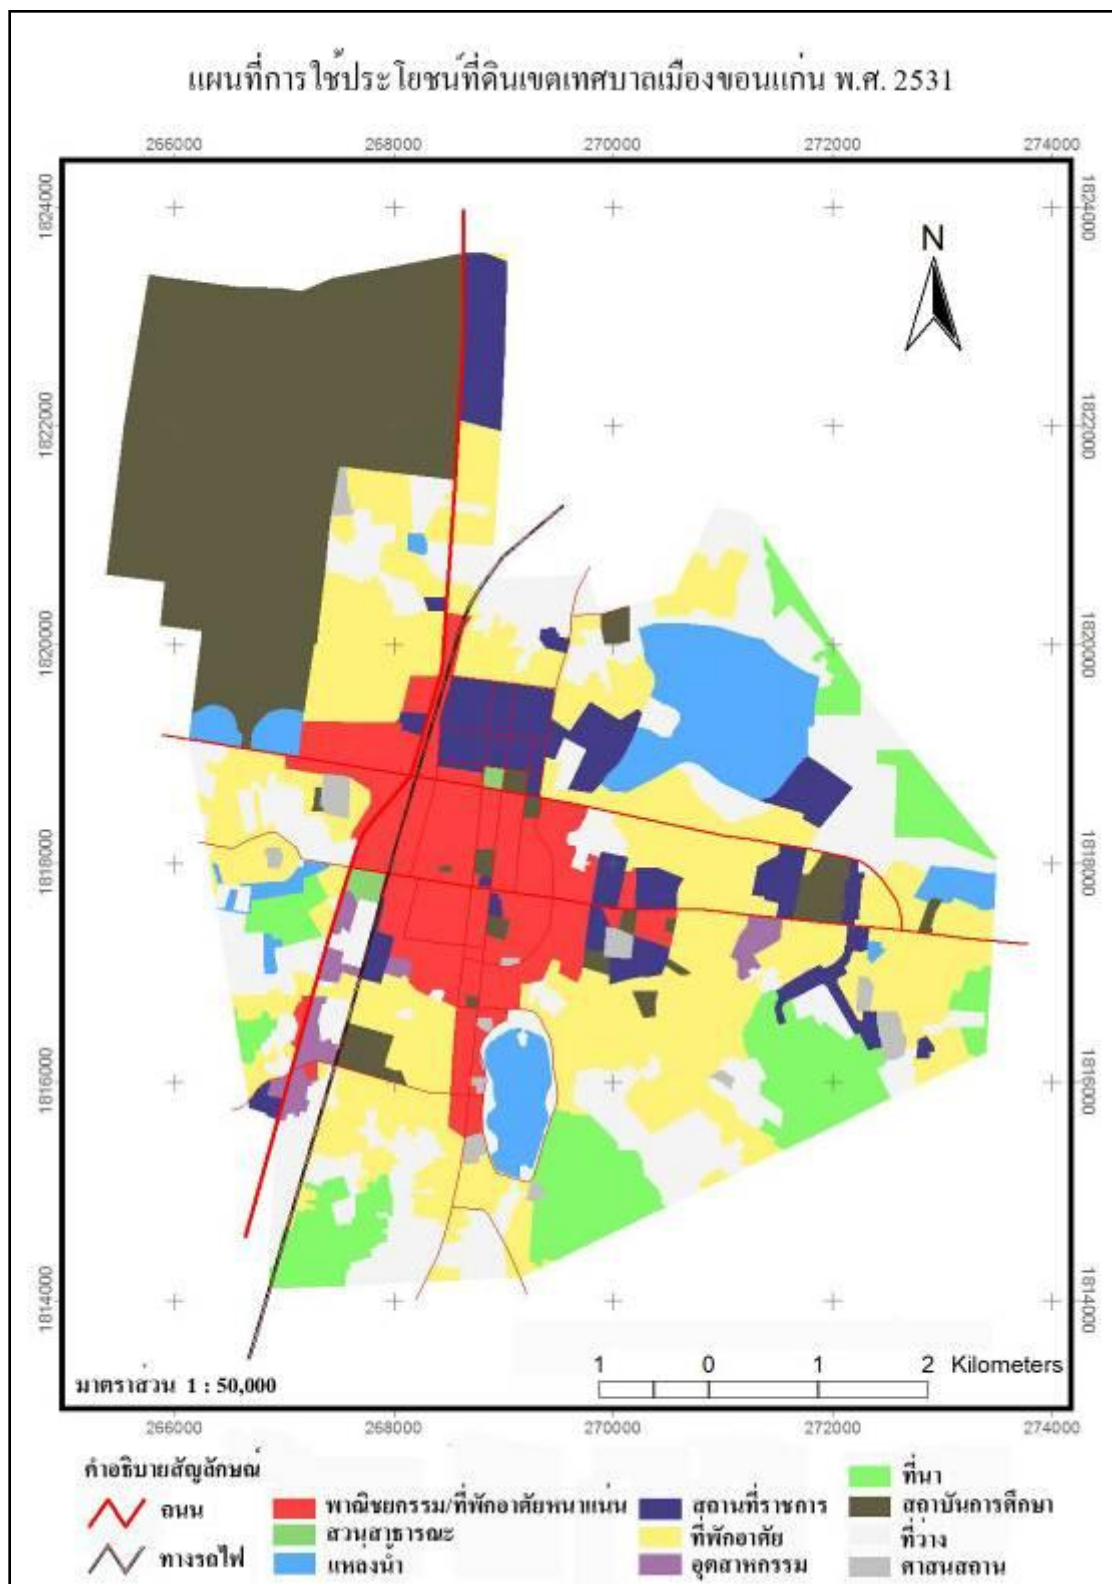 แผนที่การใช้ประโยชน์ที่ดินเขตเทศบาลเมืองขอนแก่น พ.ศ. 2531
266000 268000 270000 272000 274000
1824000 1824000
N
1822000 1822000
1820000 1820000
1818000 1818000
1816000 1816000
1814000 1814000
1 0 1 2 Kilometers
มาตราส่วน 1 : 50,000
266000 268000 270000 272000 274000
คำอธิบายสัญลักษณ์
ถนน
ทางรถไฟ
พาณิชยกรรม/ที่พักอาศัยหนาแน่น
สวนสาธารณะ
แหล่งน้ำ
สถานที่ราชการ
ที่พักอาศัย
อุตสาหกรรม
ที่นา
สถาบันการศึกษา
ที่ว่าง
ศาสนสถาน